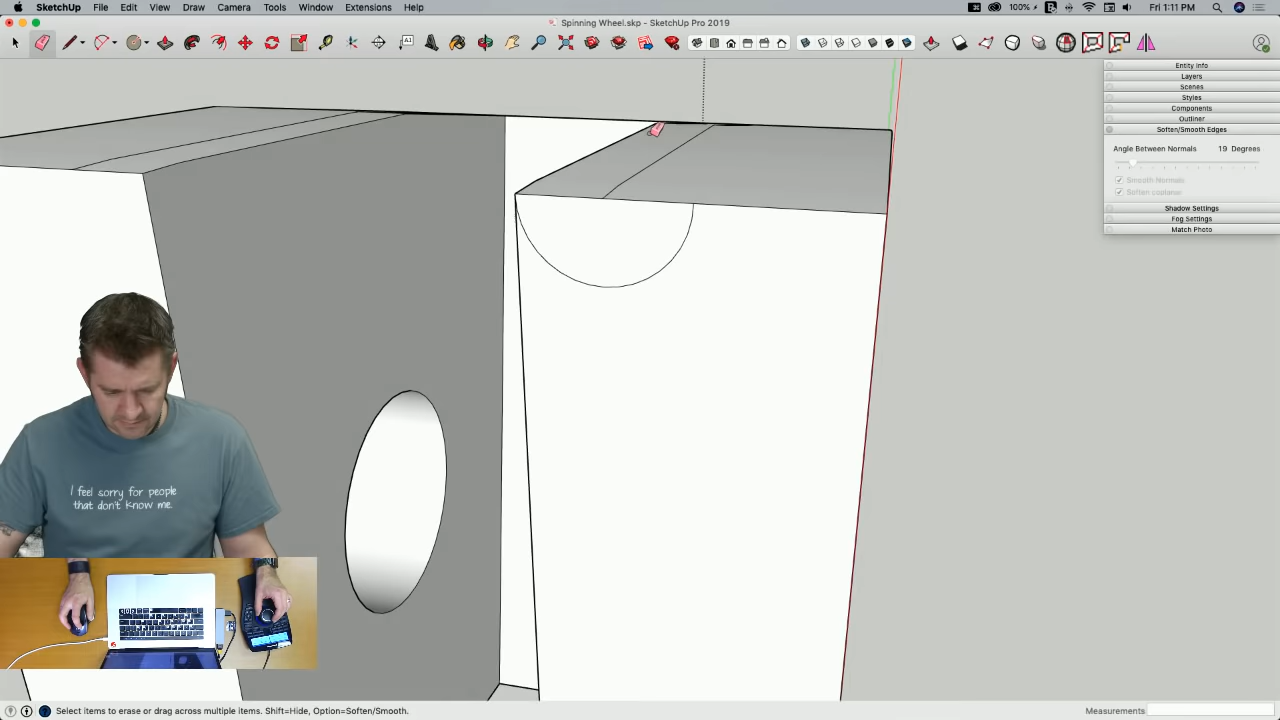 SketchUp File Edit View Draw Camera Tools Window Extensions Help 100% Fri 1:11 PM
Spinning Wheel.skp - SketchUp Pro 2019
Entity Info
Layers
Scenes
Styles
Components
Outliner
Soften/Smooth Edges
Angle Between Normals 19 Degrees
Smooth Normals
Soften coplanar
Shadow Settings
Fog Settings
Match Photo
I feel sorry for people
that don't know me.
Select items to erase or drag across multiple items. Shift=Hide, Option=Soften/Smooth.
Measurements